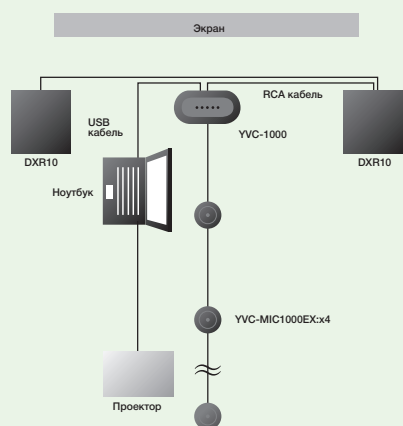 Экран
USB
кабель
RCA кабель
YVC-1000
DXR10
DXR10
Ноутбук
YVC-MIC1000EX:x4
Проектор